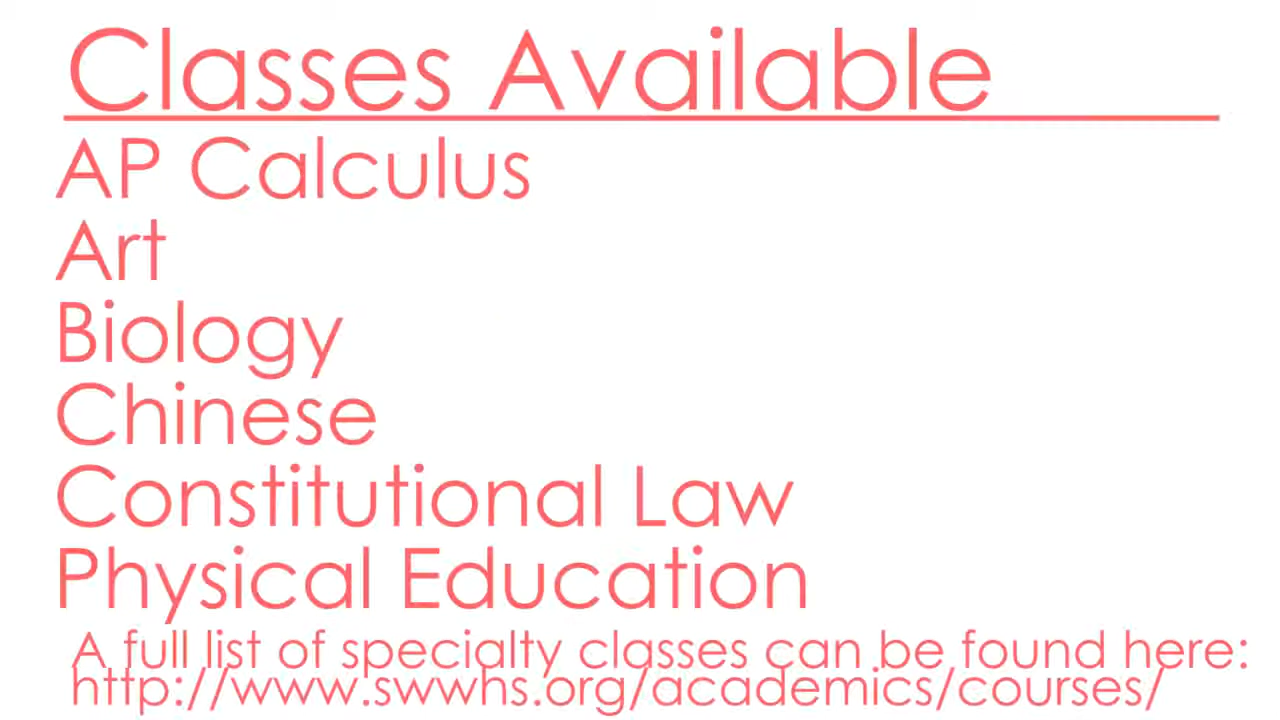 Classes Available
AP Calculus
Art
Biology
Chinese
Constitutional Law
Physical Education
A full list of specialty classes can be found here:
http://www.swwhs.org/academics/courses/